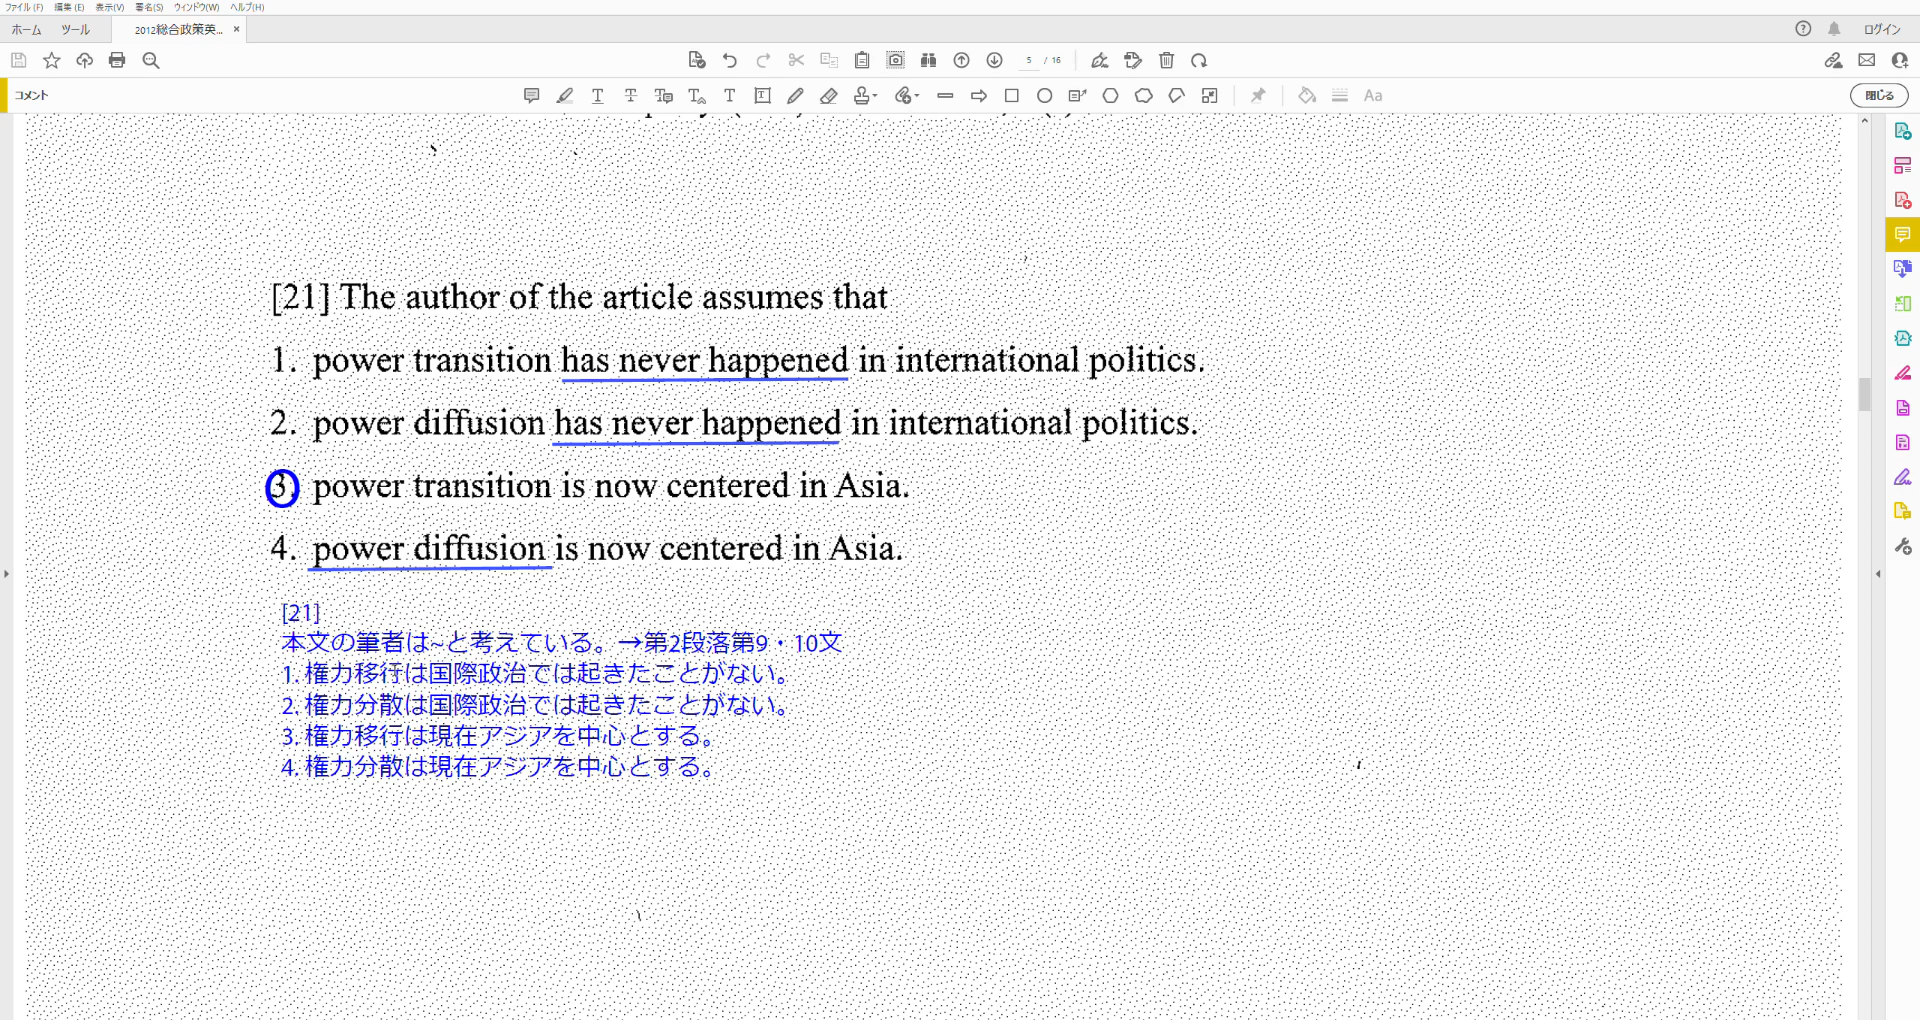 ファイル(F) 編集(E) 表示(V) 署名(S) ウィンドウ(W) ヘルプ(H)
ホーム ツール 2012総合政策英... × ログイン
5 / 16
コメント Aa 閉じる
[21] The author of the article assumes that
1. power transition has never happened in international politics.
2. power diffusion has never happened in international politics.
3. power transition is now centered in Asia.
4. power diffusion is now centered in Asia.
[21]
本文の筆者は~と考えている。→第2段落第9・10文
1. 権力移行は国際政治では起きたことがない。
2. 権力分散は国際政治では起きたことがない。
3. 権力移行は現在アジアを中心とする。
4. 権力分散は現在アジアを中心とする。